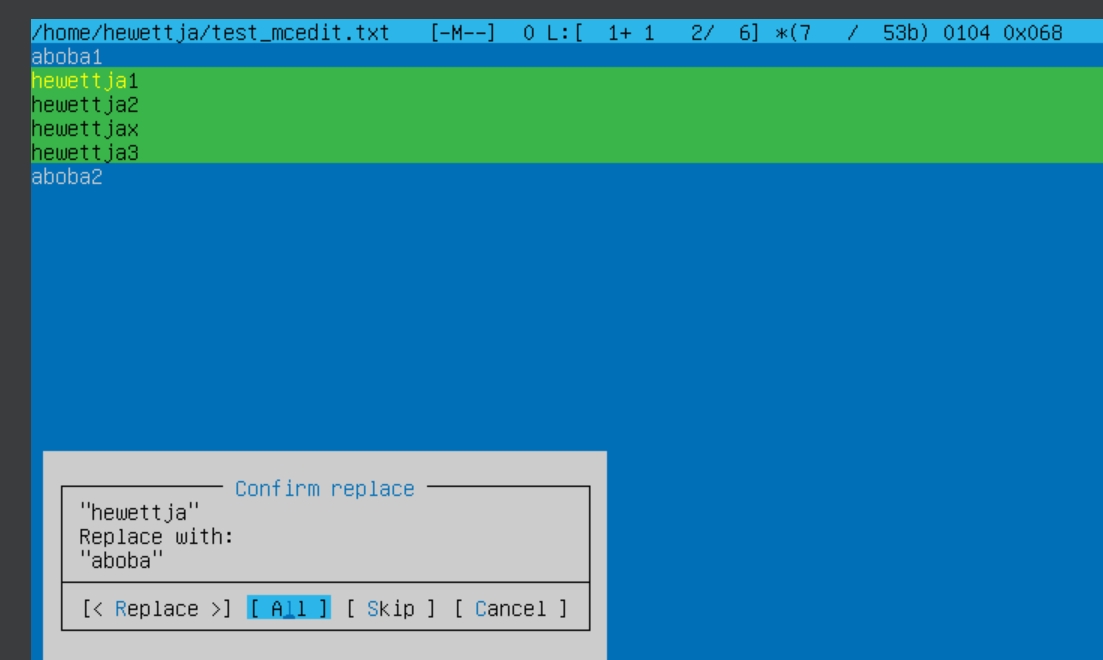 /home/hewettja/test_mcedit.txt [-M--] 0 L:[ 1+ 1 2/ 6] *(7 / 53b) 0104 0x068
aboba1
hewettja1
hewettja2
hewettjax
hewettja3
aboba2
Confirm replace
"hewettja"
Replace with:
"aboba"
[< Replace >] [ All ] [ Skip ] [ Cancel ]